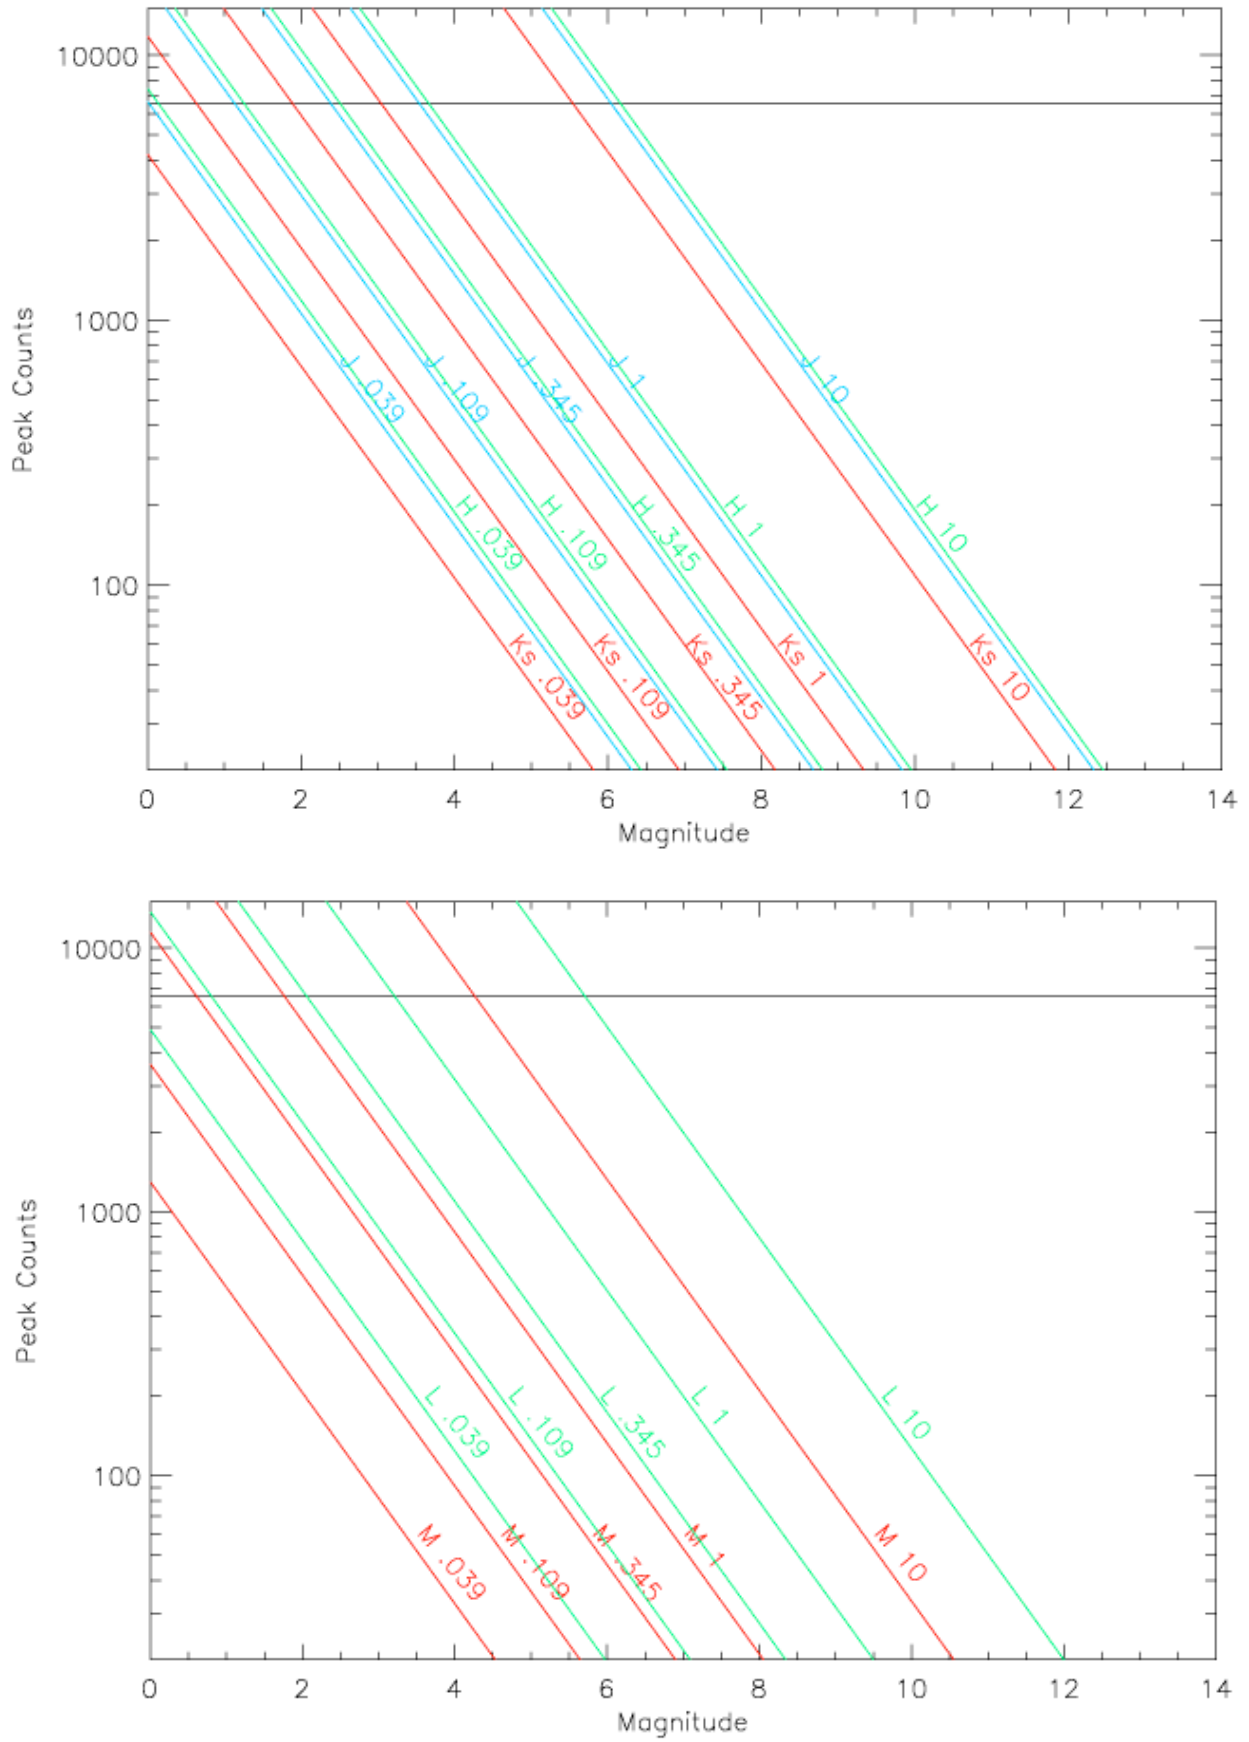 10000
1000
100
Peak Counts
J .039
J .109
J .345
J 1
J 10
H .039
H .109
H .345
H 1
H 10
Ks .039
Ks .109
Ks .345
Ks 1
Ks 10
0 2 4 6 8 10 12 14
Magnitude
10000
1000
100
Peak Counts
L .039
L .109
L .345
L 1
L 10
M .039
M .109
M .345
M 1
M 10
0 2 4 6 8 10 12 14
Magnitude